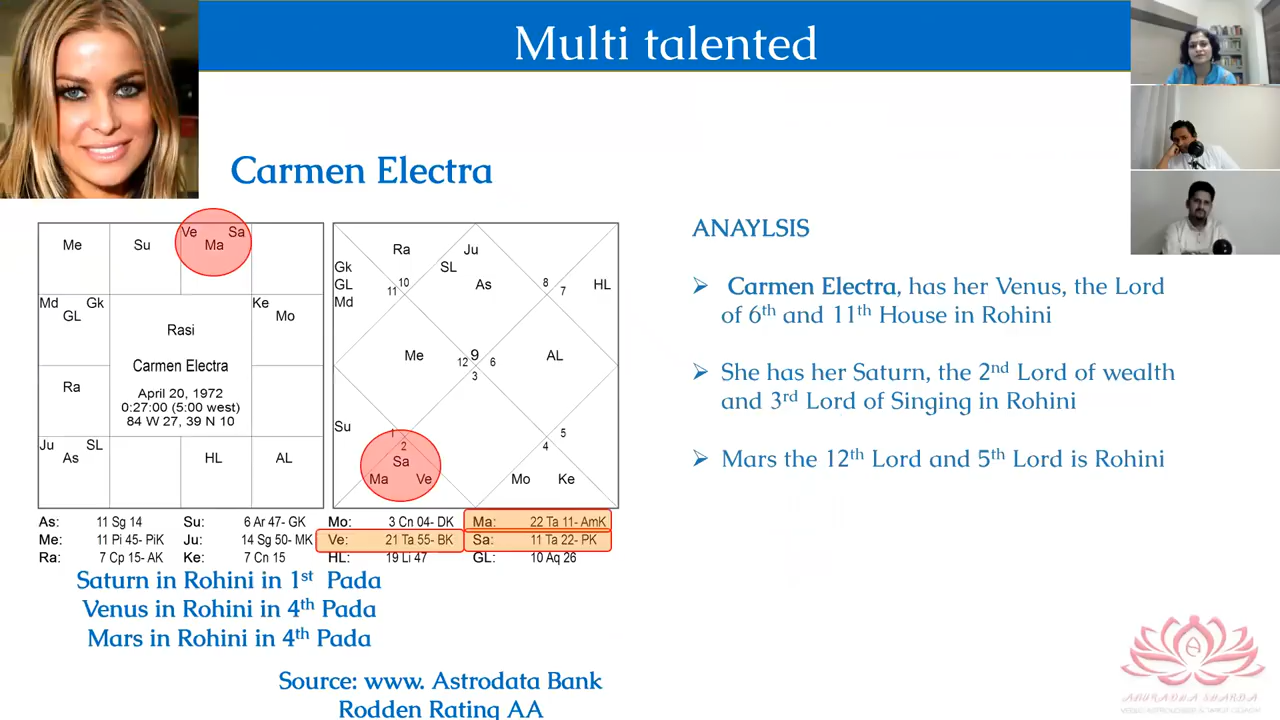 Multi talented
Carmen Electra
Ve Sa
Me Su Ma
Md Gk Ke
GL Mo
Rasi
Carmen Electra
Ra
April 20, 1972
0:27:00 (5:00 west)
84 W 27, 39 N 10
Ju SL
As HL AL
Ra Ju
Gk SL
GL As HL
Md
10 8
11 7
Me 12 9 6 AL
3
Su 1 5
2 4
Sa
Ma Ve Mo Ke
As: 11 Sg 14 Su: 6 Ar 47- GK Mo: 3 Cn 04- DK Ma: 22 Ta 11- AmK
Me: 11 Pi 45- PiK Ju: 14 Sg 50- MK Ve: 21 Ta 55- BK Sa: 11 Ta 22- PK
Ra: 7 Cp 15- AK Ke: 7 Cn 15 HL: 19 Li 47 GL: 10 Aq 26
Saturn in Rohini in 1st Pada
Venus in Rohini in 4th Pada
Mars in Rohini in 4th Pada
Source: www. Astrodata Bank
Rodden Rating AA
ANAYLSIS
➢ Carmen Electra, has her Venus, the Lord
of 6th and 11th House in Rohini
➢ She has her Saturn, the 2nd Lord of wealth
and 3rd Lord of Singing in Rohini
➢ Mars the 12th Lord and 5th Lord is Rohini
ANURADHA SHARDA